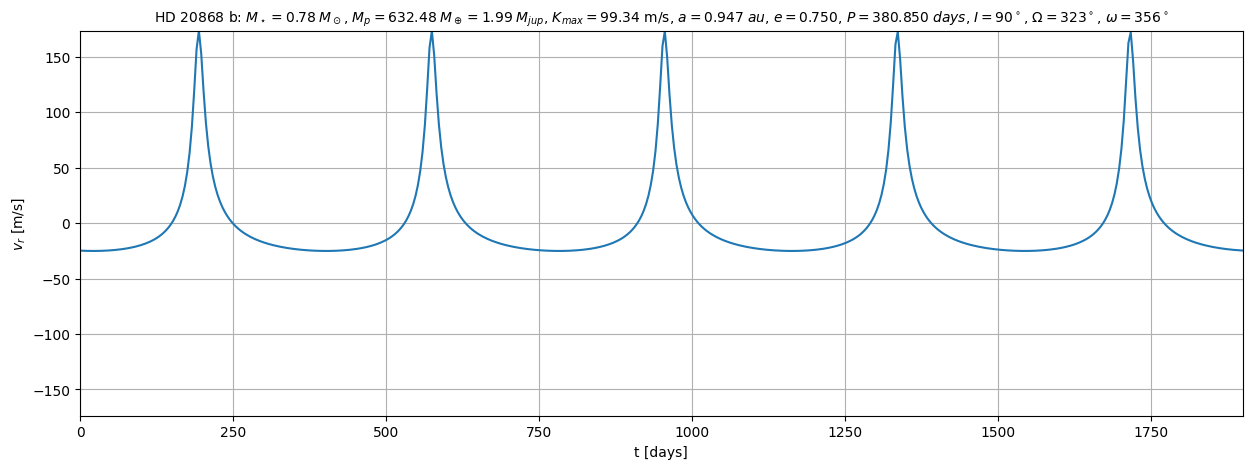 HD 20868 b: M⋆ = 0.78 M⊙, Mp = 632.48 M⊕ = 1.99 Mjup, Kmax = 99.34 m/s, a = 0.947 au, e = 0.750, P = 380.850 days, I = 90°, Ω = 323°, ω = 356°
150
100
50
0
−50
−100
−150
vr [m/s]
0 250 500 750 1000 1250 1500 1750
t [days]